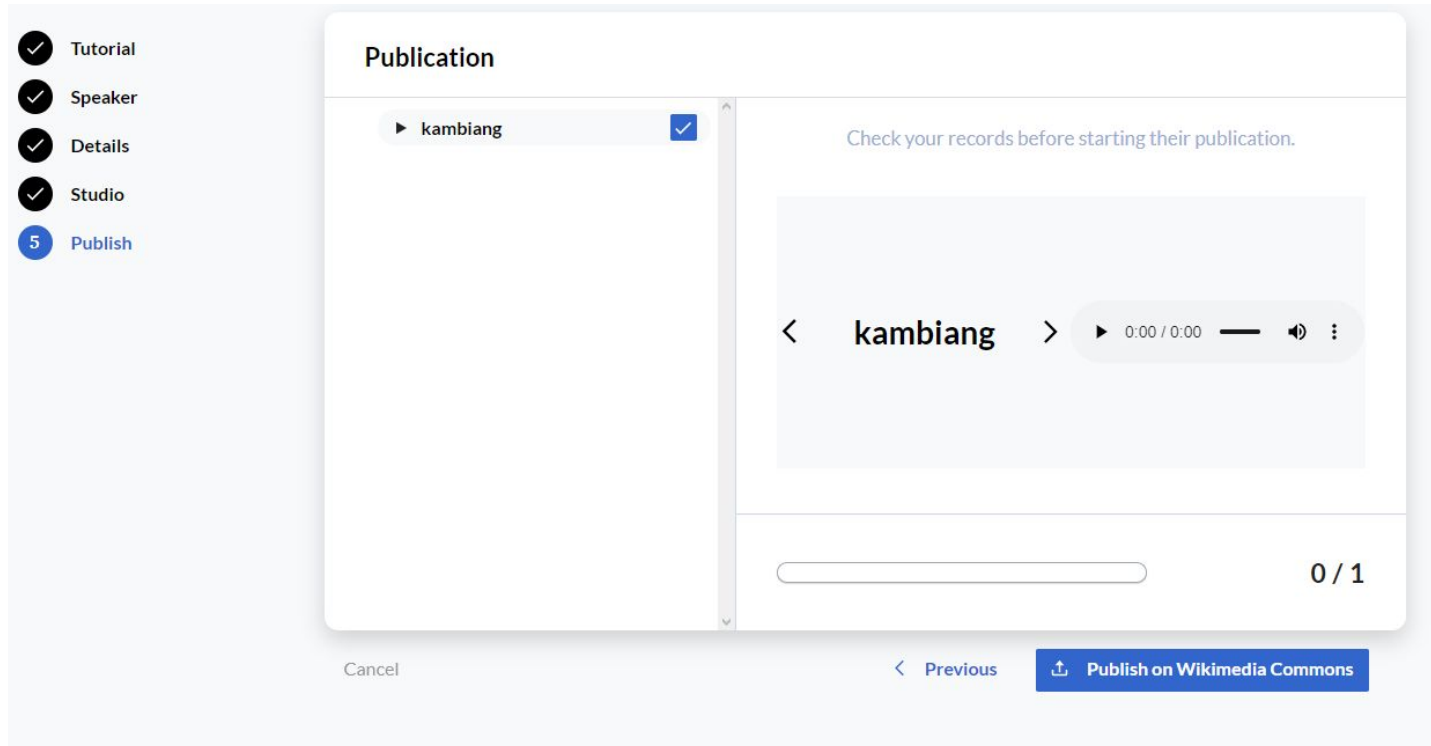 Tutorial
Speaker
Details
Studio
5 Publish
Publication
kambiang
Check your records before starting their publication.
kambiang
0:00 / 0:00
0 / 1
Cancel
Previous
Publish on Wikimedia Commons